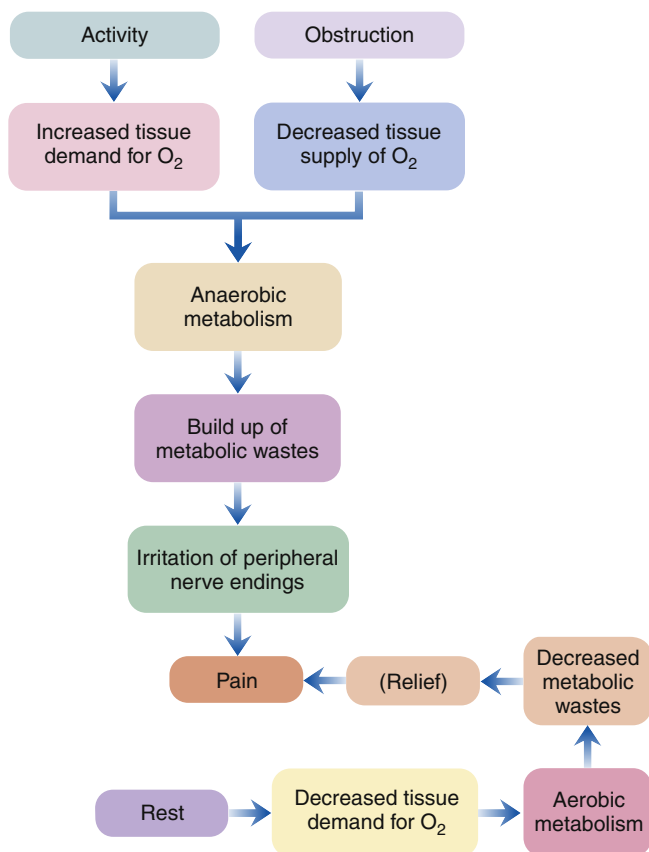 Activity
Obstruction
Increased tissue
demand for O₂
Decreased tissue
supply of O₂
Anaerobic
metabolism
Build up of
metabolic wastes
Irritation of peripheral
nerve endings
Pain
(Relief)
Decreased
metabolic
wastes
Rest
Decreased tissue
demand for O₂
Aerobic
metabolism